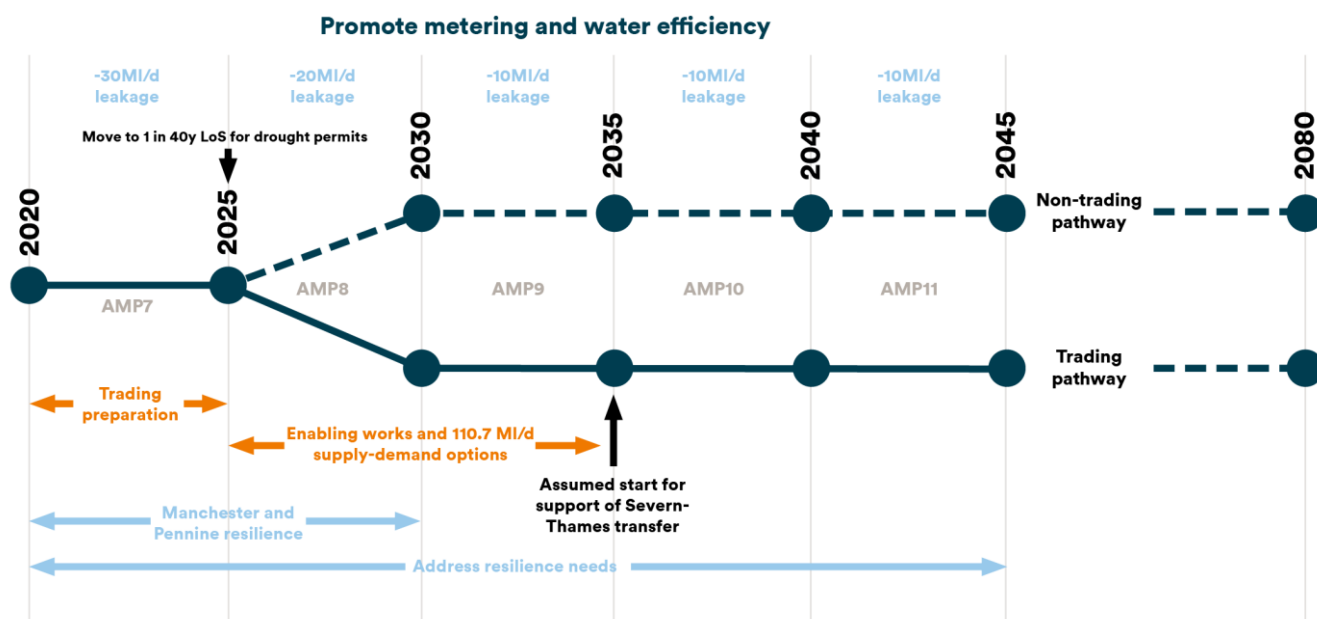 Promote metering and water efficiency
-30Ml/d
leakage
-20Ml/d
leakage
-10Ml/d
leakage
-10Ml/d
leakage
-10Ml/d
leakage
Move to 1 in 40y LoS for drought permits
2020
2025
2030
2035
2040
2045
2080
Non-trading
pathway
AMP7
AMP8
AMP9
AMP10
AMP11
Trading
pathway
Trading
preparation
Enabling works and 110.7 Ml/d
supply-demand options
Assumed start for
support of Severn-
Thames transfer
Manchester and
Pennine resilience
Address resilience needs